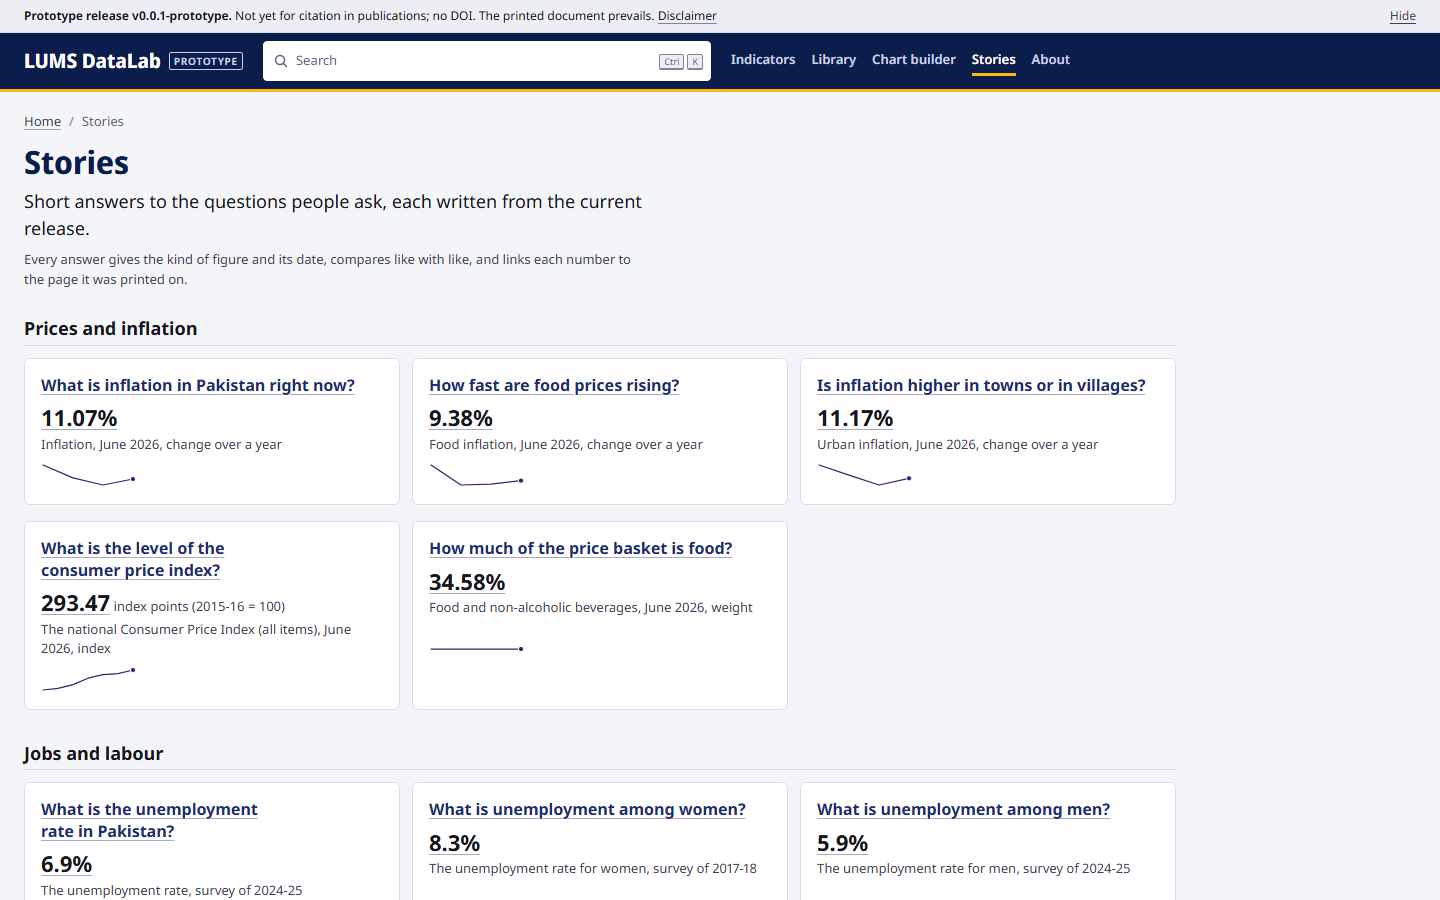 Prototype release v0.0.1-prototype. Not yet for citation in publications; no DOI. The printed document prevails. Disclaimer
Hide
LUMS DataLab PROTOTYPE
Search
Ctrl K
Indicators Library Chart builder Stories About
Home / Stories
Stories
Short answers to the questions people ask, each written from the current
release.
Every answer gives the kind of figure and its date, compares like with like, and links each number to
the page it was printed on.
Prices and inflation
What is inflation in Pakistan right now?
11.07%
Inflation, June 2026, change over a year
How fast are food prices rising?
9.38%
Food inflation, June 2026, change over a year
Is inflation higher in towns or in villages?
11.17%
Urban inflation, June 2026, change over a year
What is the level of the
consumer price index?
293.47 index points (2015-16 = 100)
The national Consumer Price Index (all items), June
2026, index
How much of the price basket is food?
34.58%
Food and non-alcoholic beverages, June 2026, weight
Jobs and labour
What is the unemployment
rate in Pakistan?
6.9%
The unemployment rate, survey of 2024-25
What is unemployment among women?
8.3%
The unemployment rate for women, survey of 2017-18
What is unemployment among men?
5.9%
The unemployment rate for men, survey of 2024-25